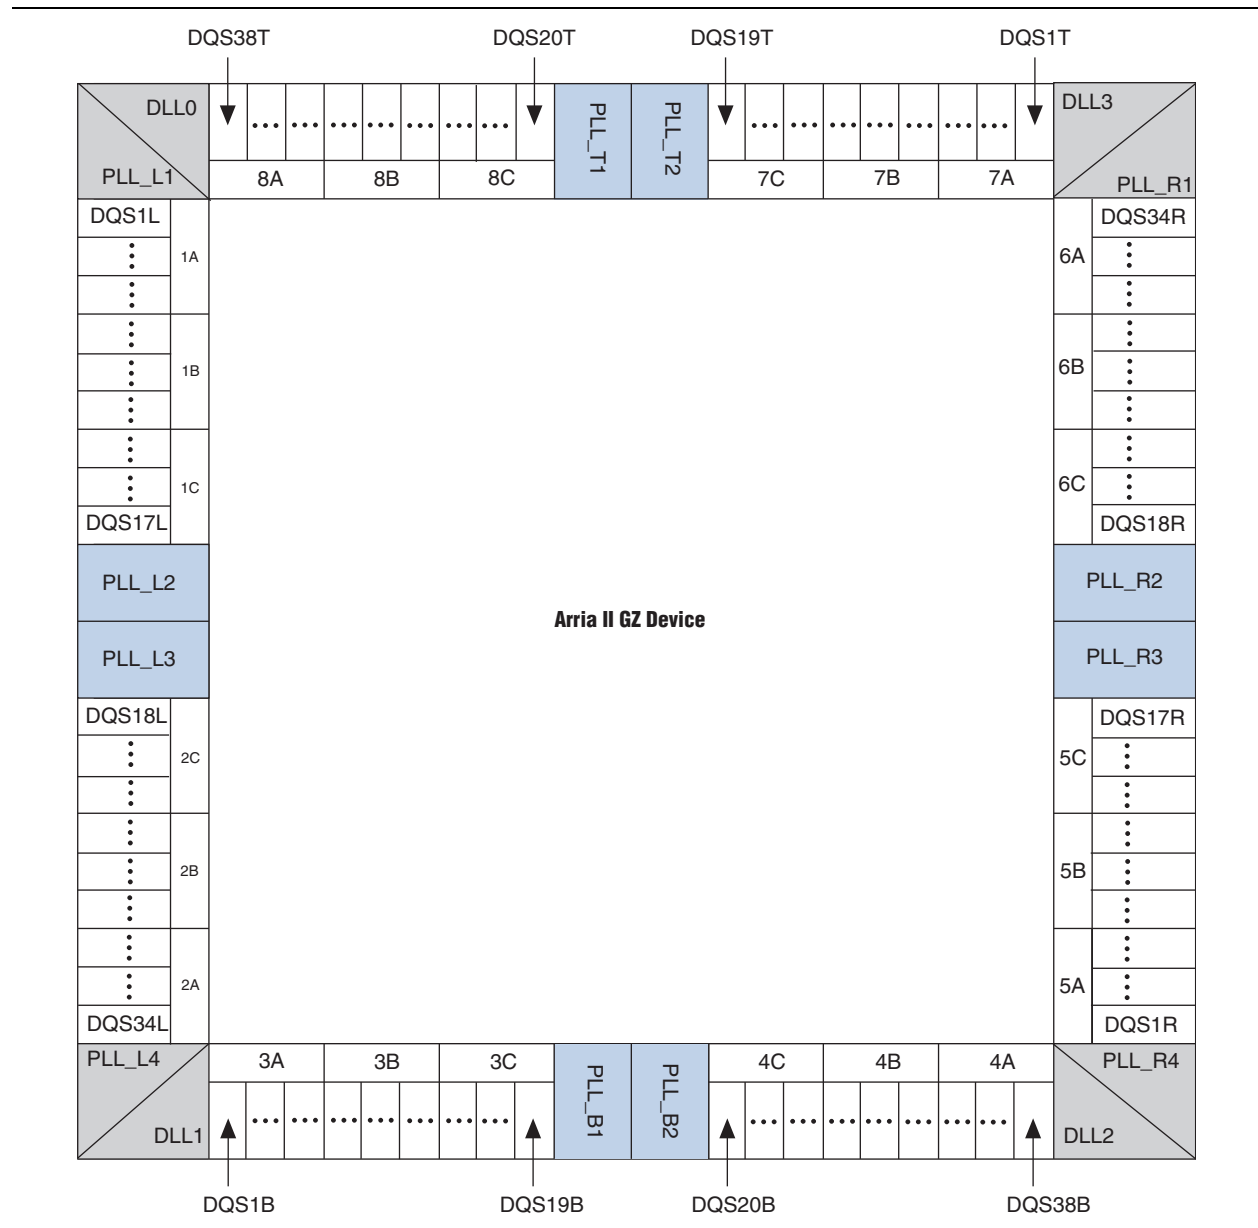 DQS38T DQS20T DQS19T DQS1T
DLL0 PLL_L1
PLL_T1 PLL_T2
DLL3 PLL_R1
8A 8B 8C 7C 7B 7A
DQS1L
1A
1B
1C
DQS17L
PLL_L2
PLL_L3
DQS18L
2C
2B
2A
DQS34L
Arria II GZ Device
DQS34R
6A
6B
6C
DQS18R
PLL_R2
PLL_R3
DQS17R
5C
5B
5A
DQS1R
PLL_L4 DLL1
3A 3B 3C
PLL_B1 PLL_B2
4C 4B 4A
PLL_R4 DLL2
DQS1B DQS19B DQS20B DQS38B